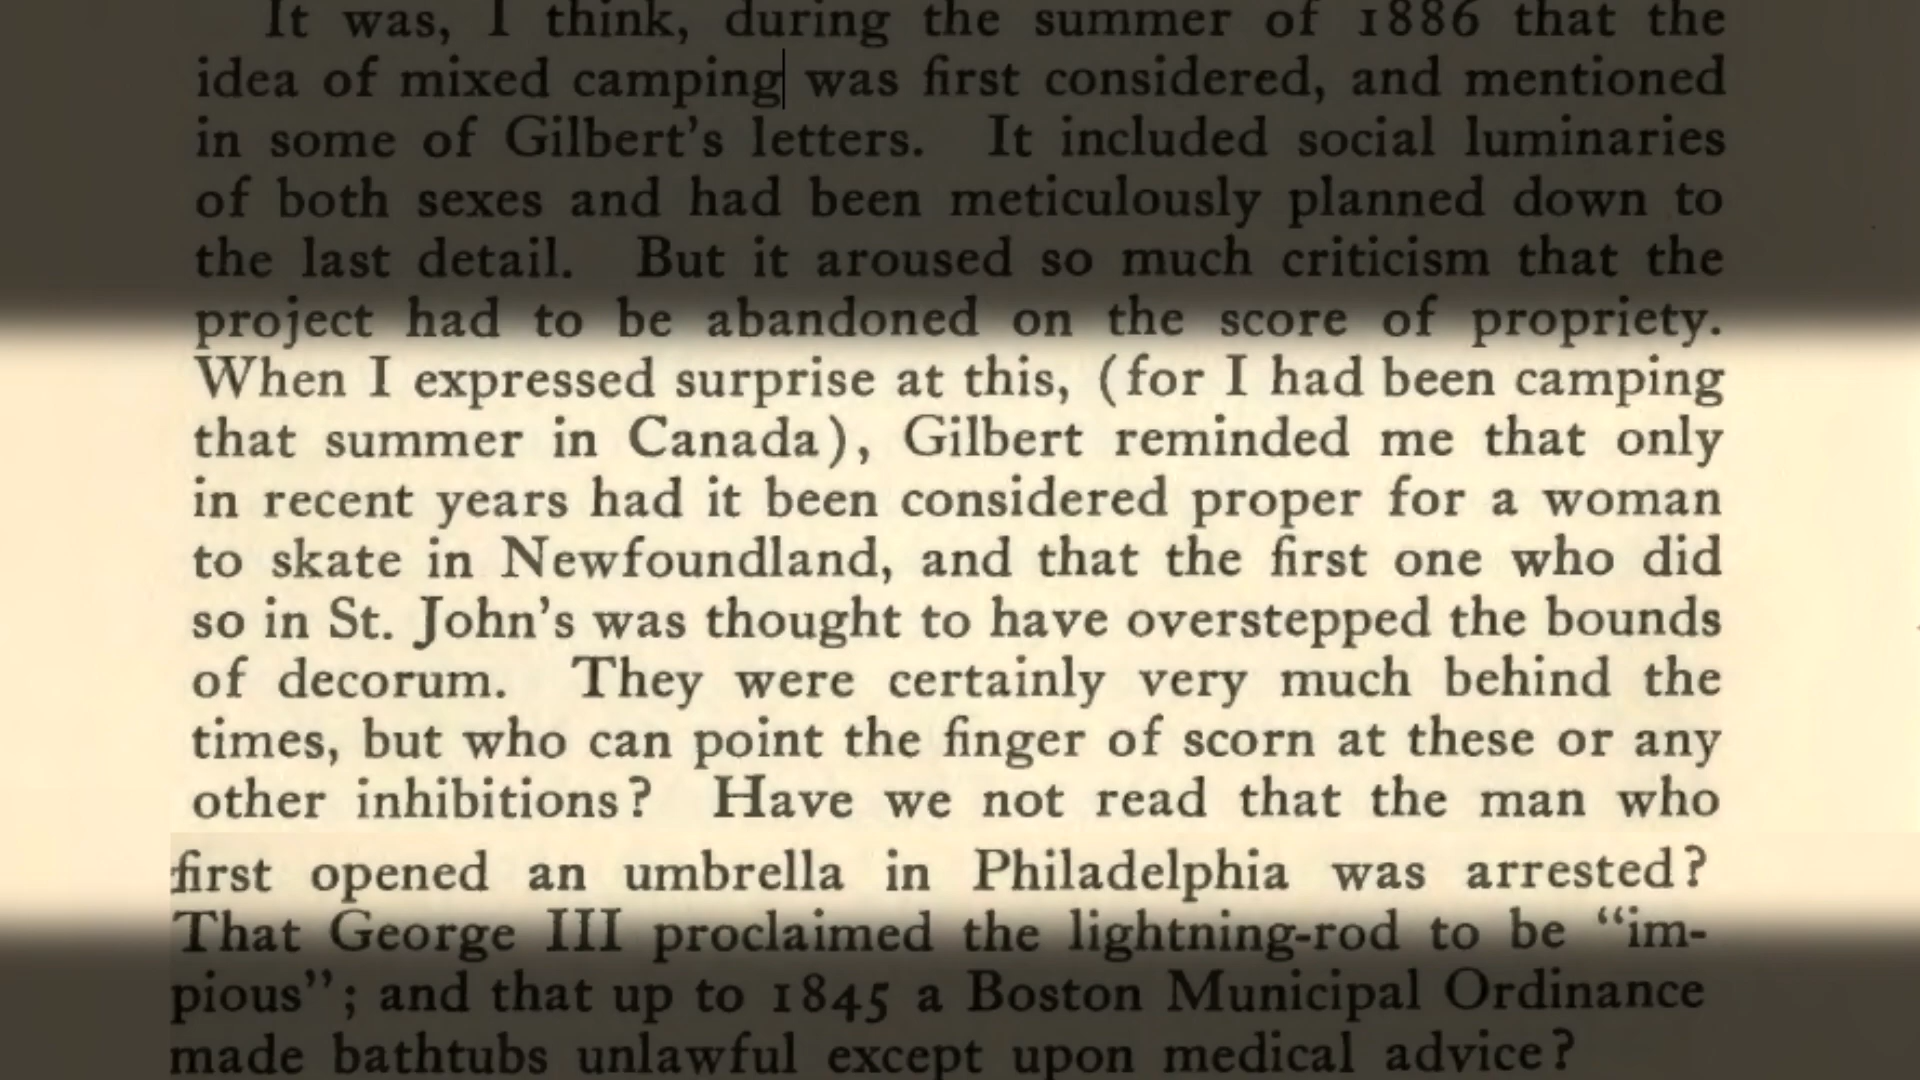 It was, I think, during the summer of 1886 that the
idea of mixed camping was first considered, and mentioned
in some of Gilbert's letters. It included social luminaries
of both sexes and had been meticulously planned down to
the last detail. But it aroused so much criticism that the
project had to be abandoned on the score of propriety.
When I expressed surprise at this, (for I had been camping
that summer in Canada), Gilbert reminded me that only
in recent years had it been considered proper for a woman
to skate in Newfoundland, and that the first one who did
so in St. John's was thought to have overstepped the bounds
of decorum. They were certainly very much behind the
times, but who can point the finger of scorn at these or any
other inhibitions? Have we not read that the man who
first opened an umbrella in Philadelphia was arrested?
That George III proclaimed the lightning-rod to be “im-
pious”; and that up to 1845 a Boston Municipal Ordinance
made bathtubs unlawful except upon medical advice?